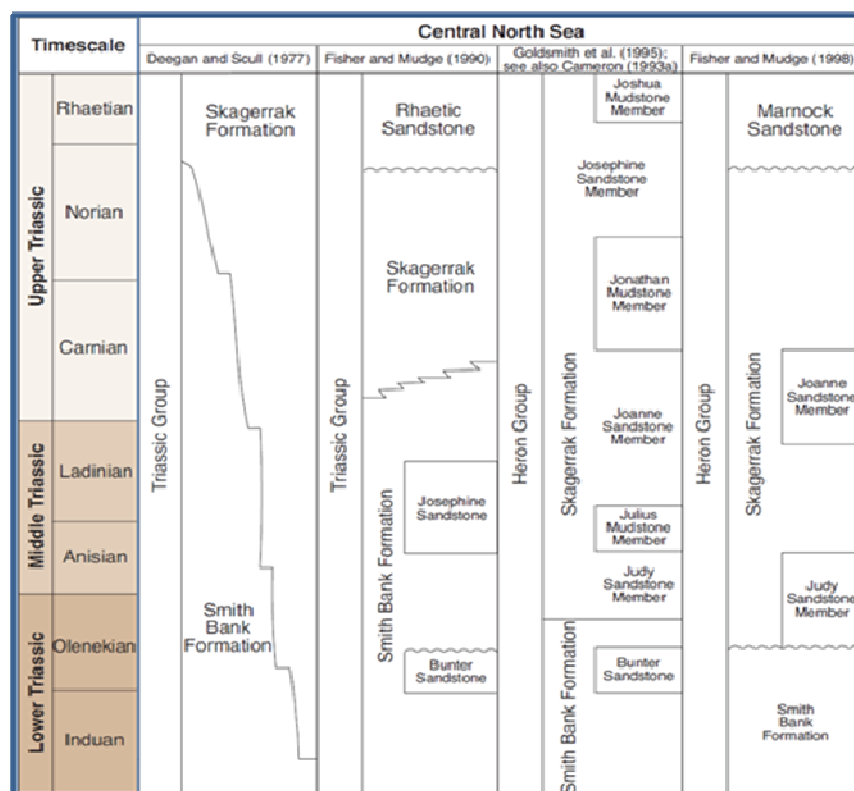 Timescale
Central North Sea
Deegan and Scull (1977)
Fisher and Mudge (1990)
Goldsmith et al. (1995);
see also Cameron (1993a)
Fisher and Mudge (1998)
Upper Triassic
Rhaetian
Norian
Carnian
Middle Triassic
Ladinian
Anisian
Lower Triassic
Olenekian
Induan
Triassic Group
Skagerrak
Formation
Smith
Bank
Formation
Triassic Group
Rhaetic
Sandstone
Skagerrak
Formation
Smith Bank Formation
Josephine
Sandstone
Bunter
Sandstone
Heron Group
Skagerrak Formation
Joshua
Mudstone
Member
Josephine
Sandstone
Member
Jonathan
Mudstone
Member
Joanne
Sandstone
Member
Julius
Mudstone
Member
Judy
Sandstone
Member
Smith Bank Formation
Bunter
Sandstone
Heron Group
Marnock
Sandstone
Skagerrak Formation
Joanne
Sandstone
Member
Judy
Sandstone
Member
Smith
Bank
Formation